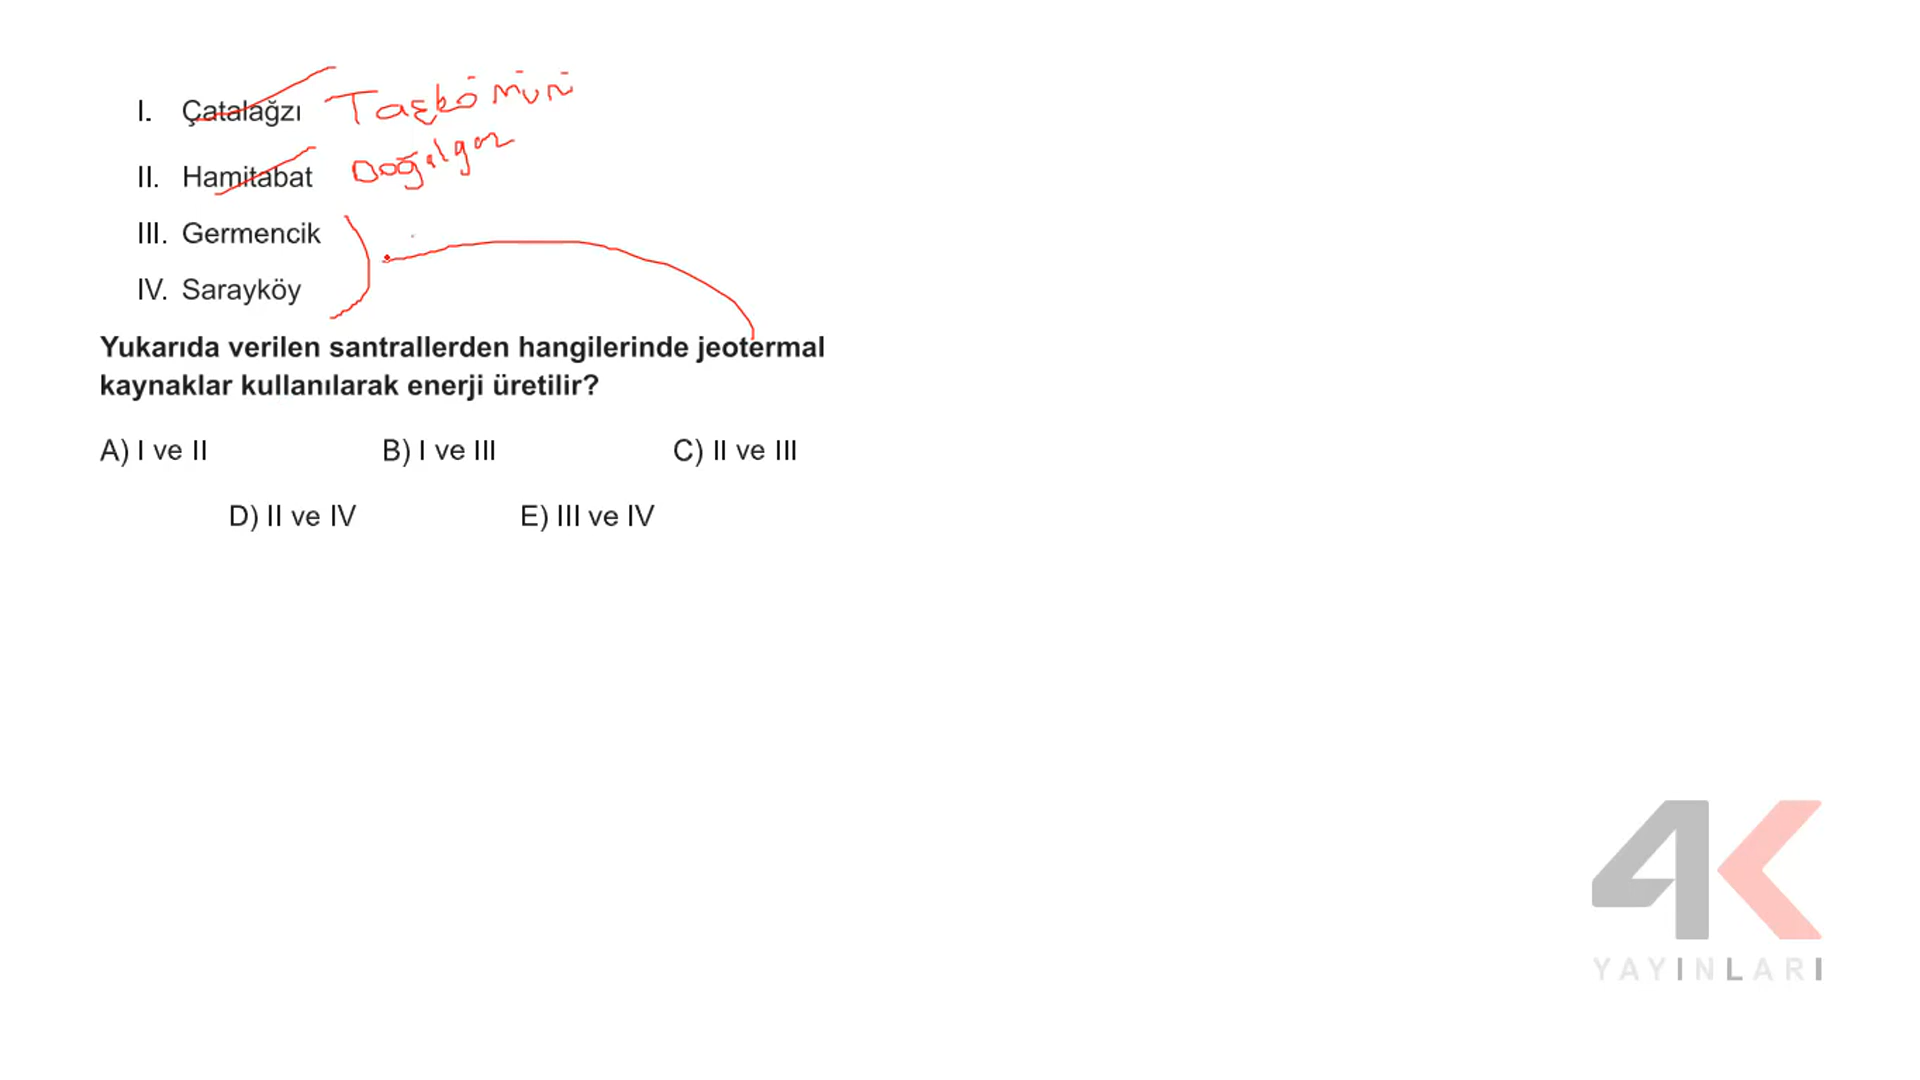 I. Çatalağzı Taşkömürü
II. Hamitabat Doğalgaz
III. Germencik
IV. Sarayköy
Yukarıda verilen santrallerden hangilerinde jeotermal
kaynaklar kullanılarak enerji üretilir?
A) I ve II B) I ve III C) II ve III
D) II ve IV E) III ve IV
4K
YAYINLARI